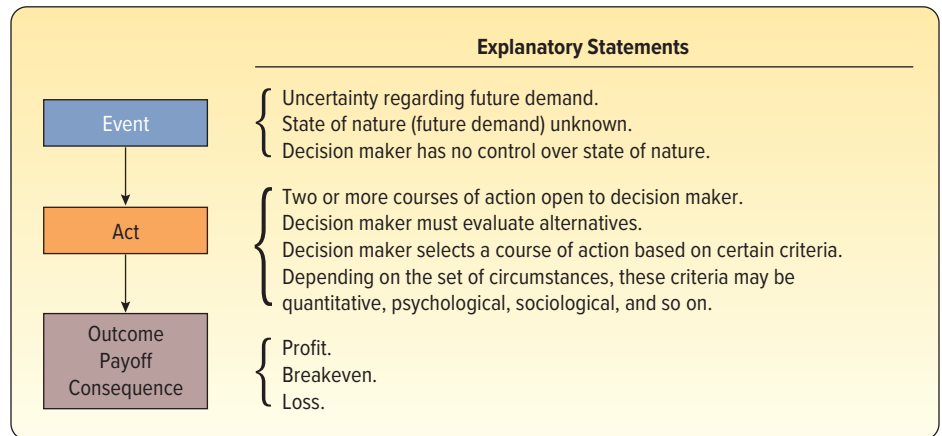 Explanatory Statements
Event
Uncertainty regarding future demand.
State of nature (future demand) unknown.
Decision maker has no control over state of nature.
Act
Two or more courses of action open to decision maker.
Decision maker must evaluate alternatives.
Decision maker selects a course of action based on certain criteria.
Depending on the set of circumstances, these criteria may be
quantitative, psychological, sociological, and so on.
Outcome
Payoff
Consequence
Profit.
Breakeven.
Loss.